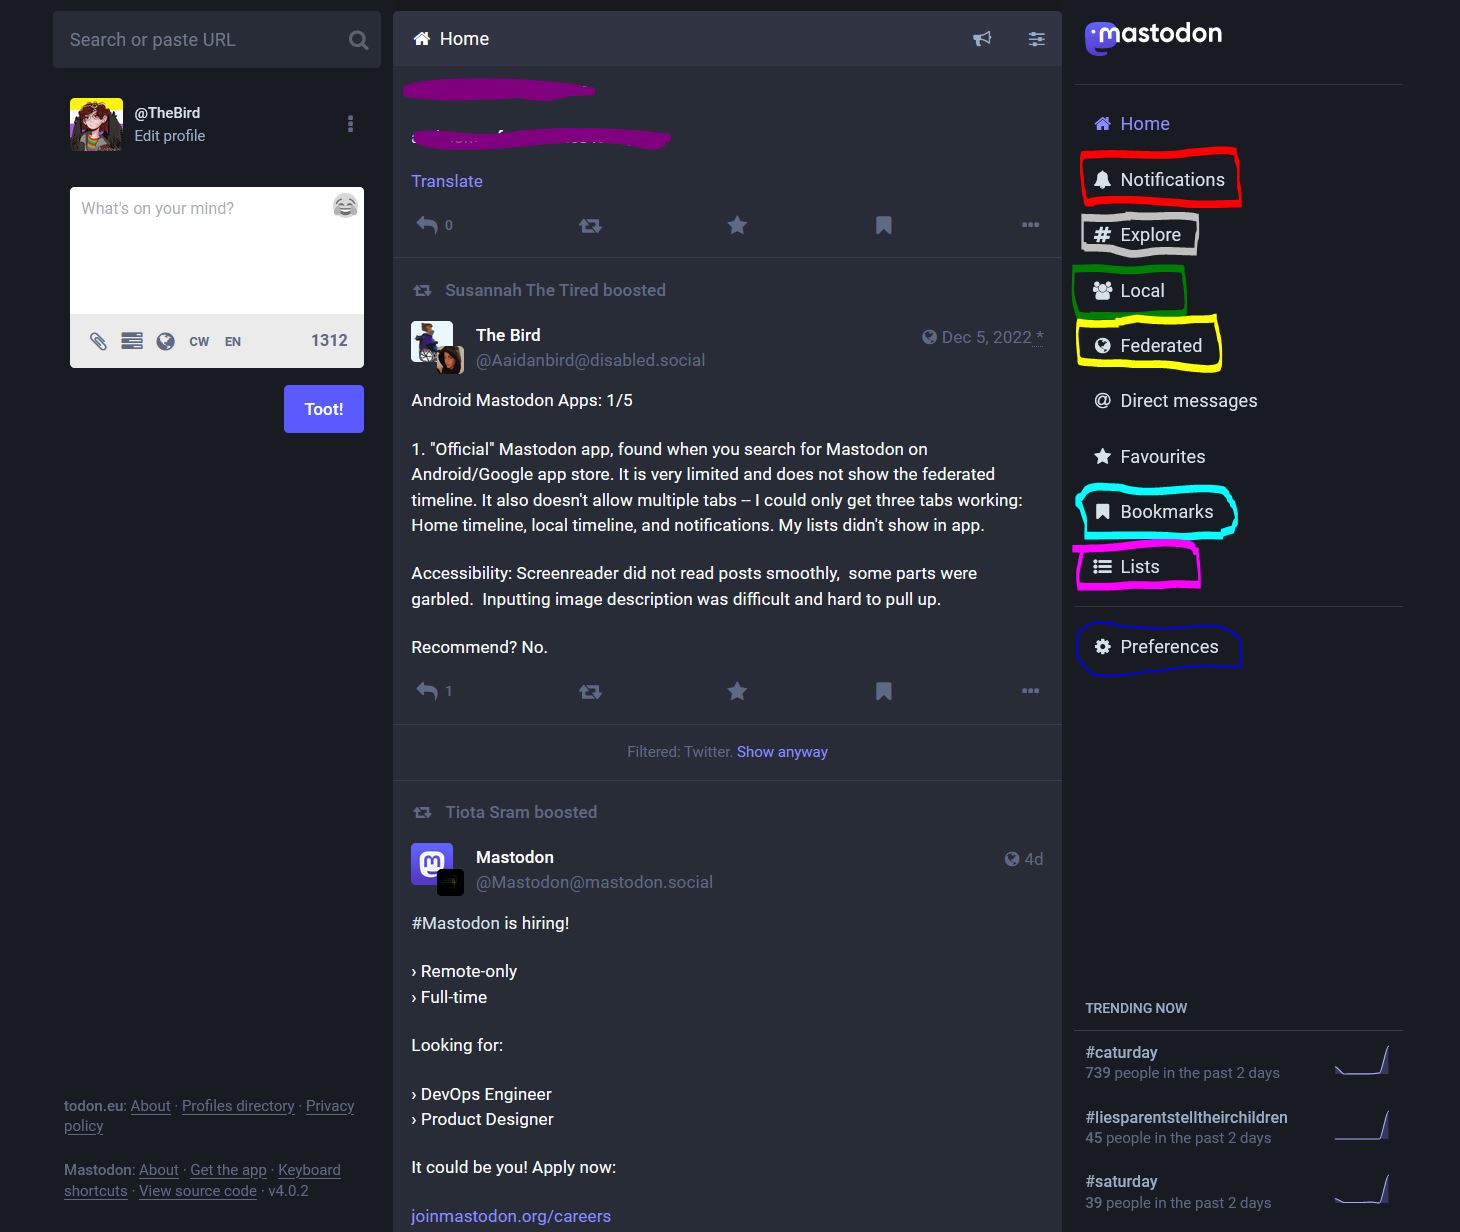 Search or paste URL
@TheBird
Edit profile
What's on your mind?
CW EN 1312
Toot!
todon.eu: About · Profiles directory · Privacy
policy
Mastodon: About · Get the app · Keyboard
shortcuts · View source code · v4.0.2
Home
Translate
0
Susannah The Tired boosted
The Bird
Dec 5, 2022 *
@Aaidanbird@disabled.social
Android Mastodon Apps: 1/5
1. "Official" Mastodon app, found when you search for Mastodon on
Android/Google app store. It is very limited and does not show the federated
timeline. It also doesn't allow multiple tabs -- I could only get three tabs working:
Home timeline, local timeline, and notifications. My lists didn't show in app.
Accessibility: Screenreader did not read posts smoothly,  some parts were
garbled.  Inputting image description was difficult and hard to pull up.
Recommend? No.
1
Filtered: Twitter. Show anyway
Tiota Sram boosted
Mastodon
4d
@Mastodon@mastodon.social
#Mastodon is hiring!
› Remote-only
› Full-time
Looking for:
› DevOps Engineer
› Product Designer
It could be you! Apply now:
joinmastodon.org/careers
mastodon
Home
Notifications
# Explore
Local
Federated
@ Direct messages
Favourites
Bookmarks
Lists
Preferences
TRENDING NOW
#caturday
739 people in the past 2 days
#liesparentstelltheirchildren
45 people in the past 2 days
#saturday
39 people in the past 2 days